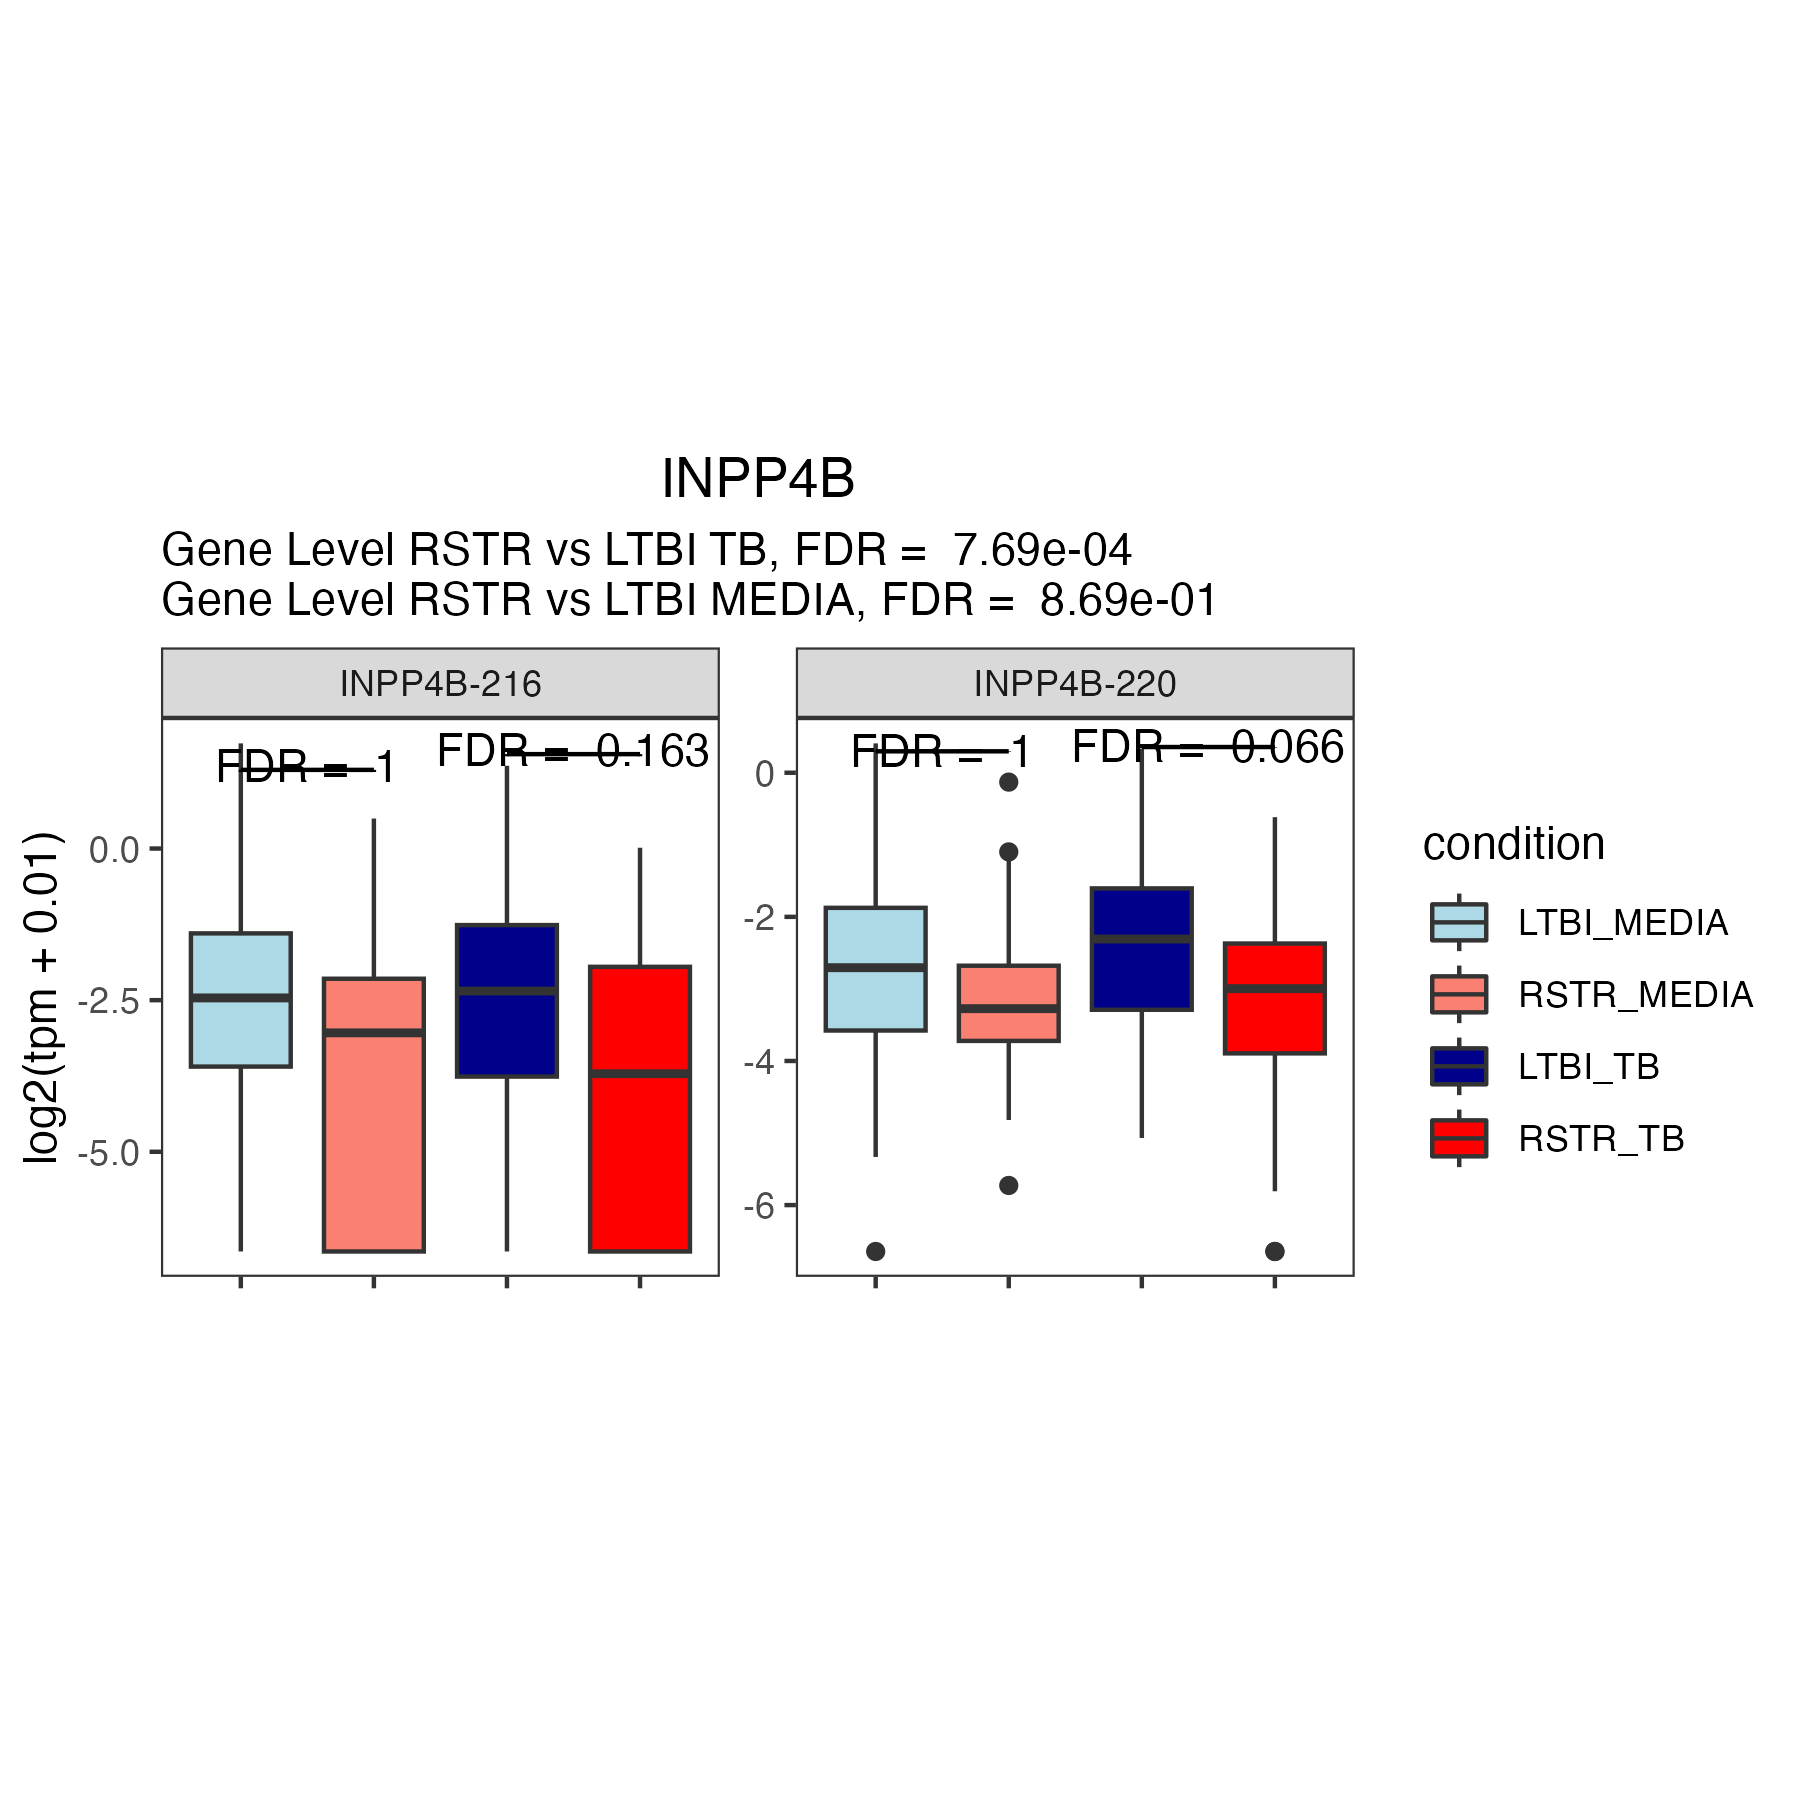 INPP4B
Gene Level RSTR vs LTBI TB, FDR =  7.69e-04
Gene Level RSTR vs LTBI MEDIA, FDR =  8.69e-01
INPP4B-216
INPP4B-220
FDR = 1
FDR = 0.163
FDR = 1
FDR = 0.066
log2(tpm + 0.01)
0.0
-2.5
-5.0
0
-2
-4
-6
condition
LTBI_MEDIA
RSTR_MEDIA
LTBI_TB
RSTR_TB